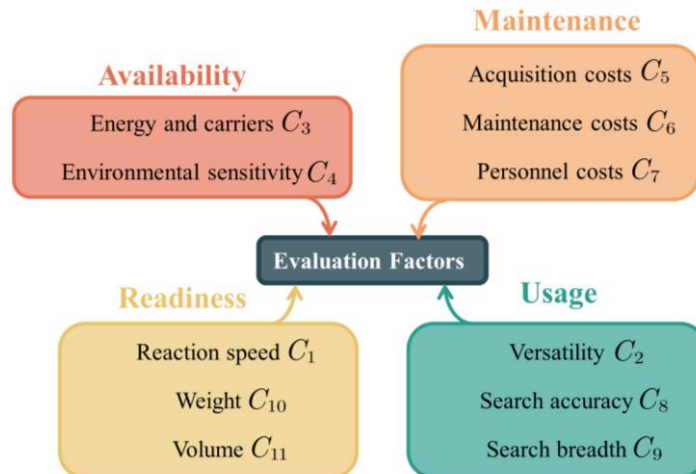 Maintenance
Availability
Acquisition costs C₅
Maintenance costs C₆
Personnel costs C₇
Energy and carriers C₃
Environmental sensitivity C₄
Evaluation Factors
Readiness
Usage
Reaction speed C₁
Weight C₁₀
Volume C₁₁
Versatility C₂
Search accuracy C₈
Search breadth C₉